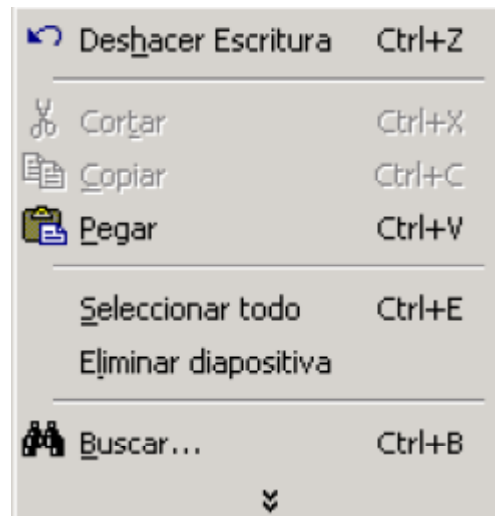 Deshacer Escritura Ctrl+Z
Cortar Ctrl+X
Copiar Ctrl+C
Pegar Ctrl+V
Seleccionar todo Ctrl+E
Eliminar diapositiva
Buscar... Ctrl+B